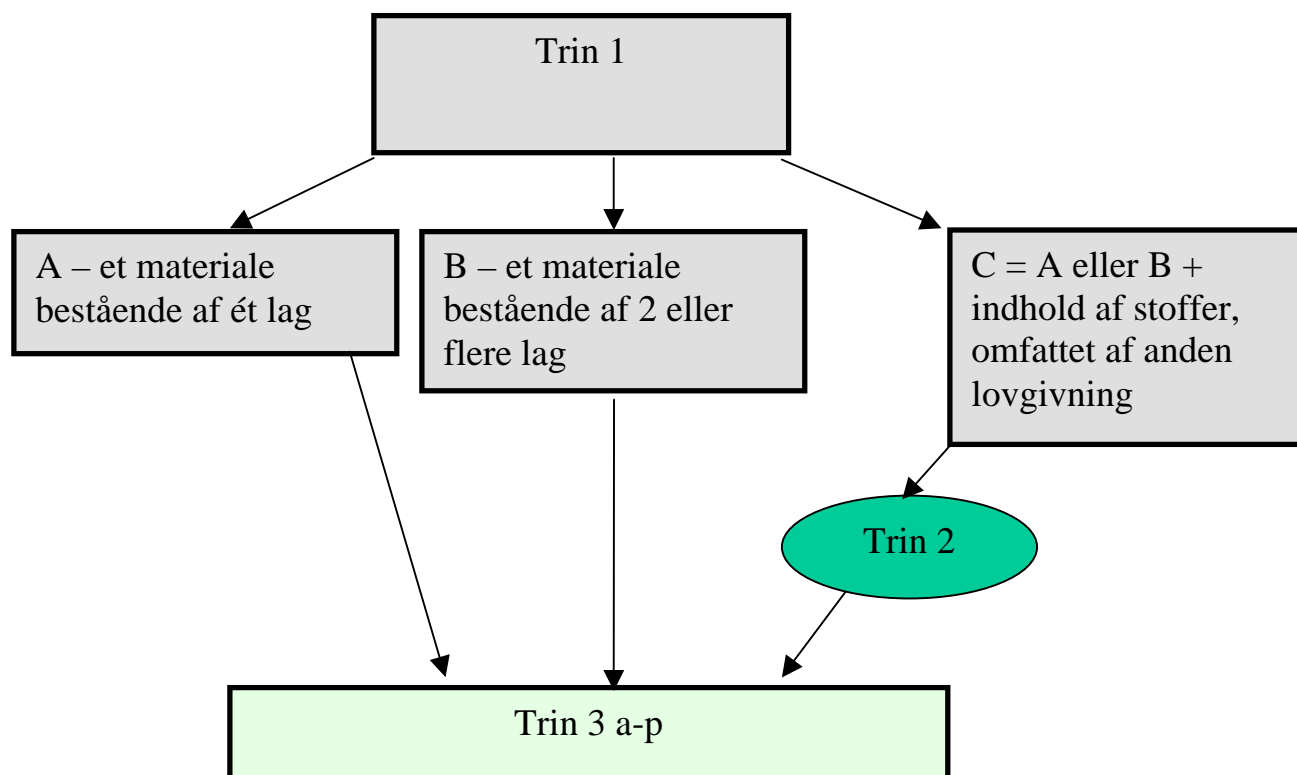 Trin 1
A – et materiale
bestående af ét lag
B – et materiale
bestående af 2 eller
flere lag
C = A eller B +
indhold af stoffer,
omfattet af anden
lovgivning
Trin 2
Trin 3 a-p